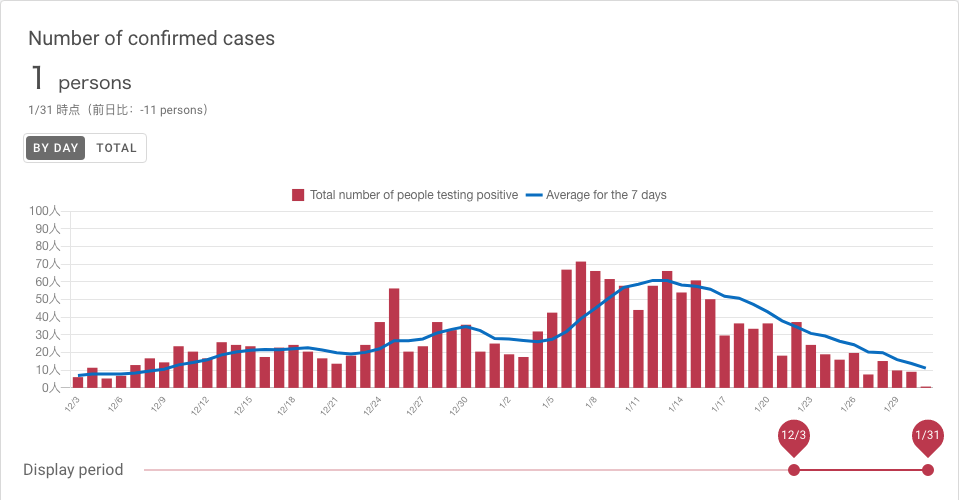 Number of confirmed cases
1 persons
1/31 時点（前日比：-11 persons）
BY DAY TOTAL
Total number of people testing positive Average for the 7 days
100人
90人
80人
70人
60人
50人
40人
30人
20人
10人
0人
12/3 12/6 12/9 12/12 12/15 12/18 12/21 12/24 12/27 12/30 1/2 1/5 1/8 1/11 1/14 1/17 1/20 1/23 1/26 1/29
12/3 1/31
Display period